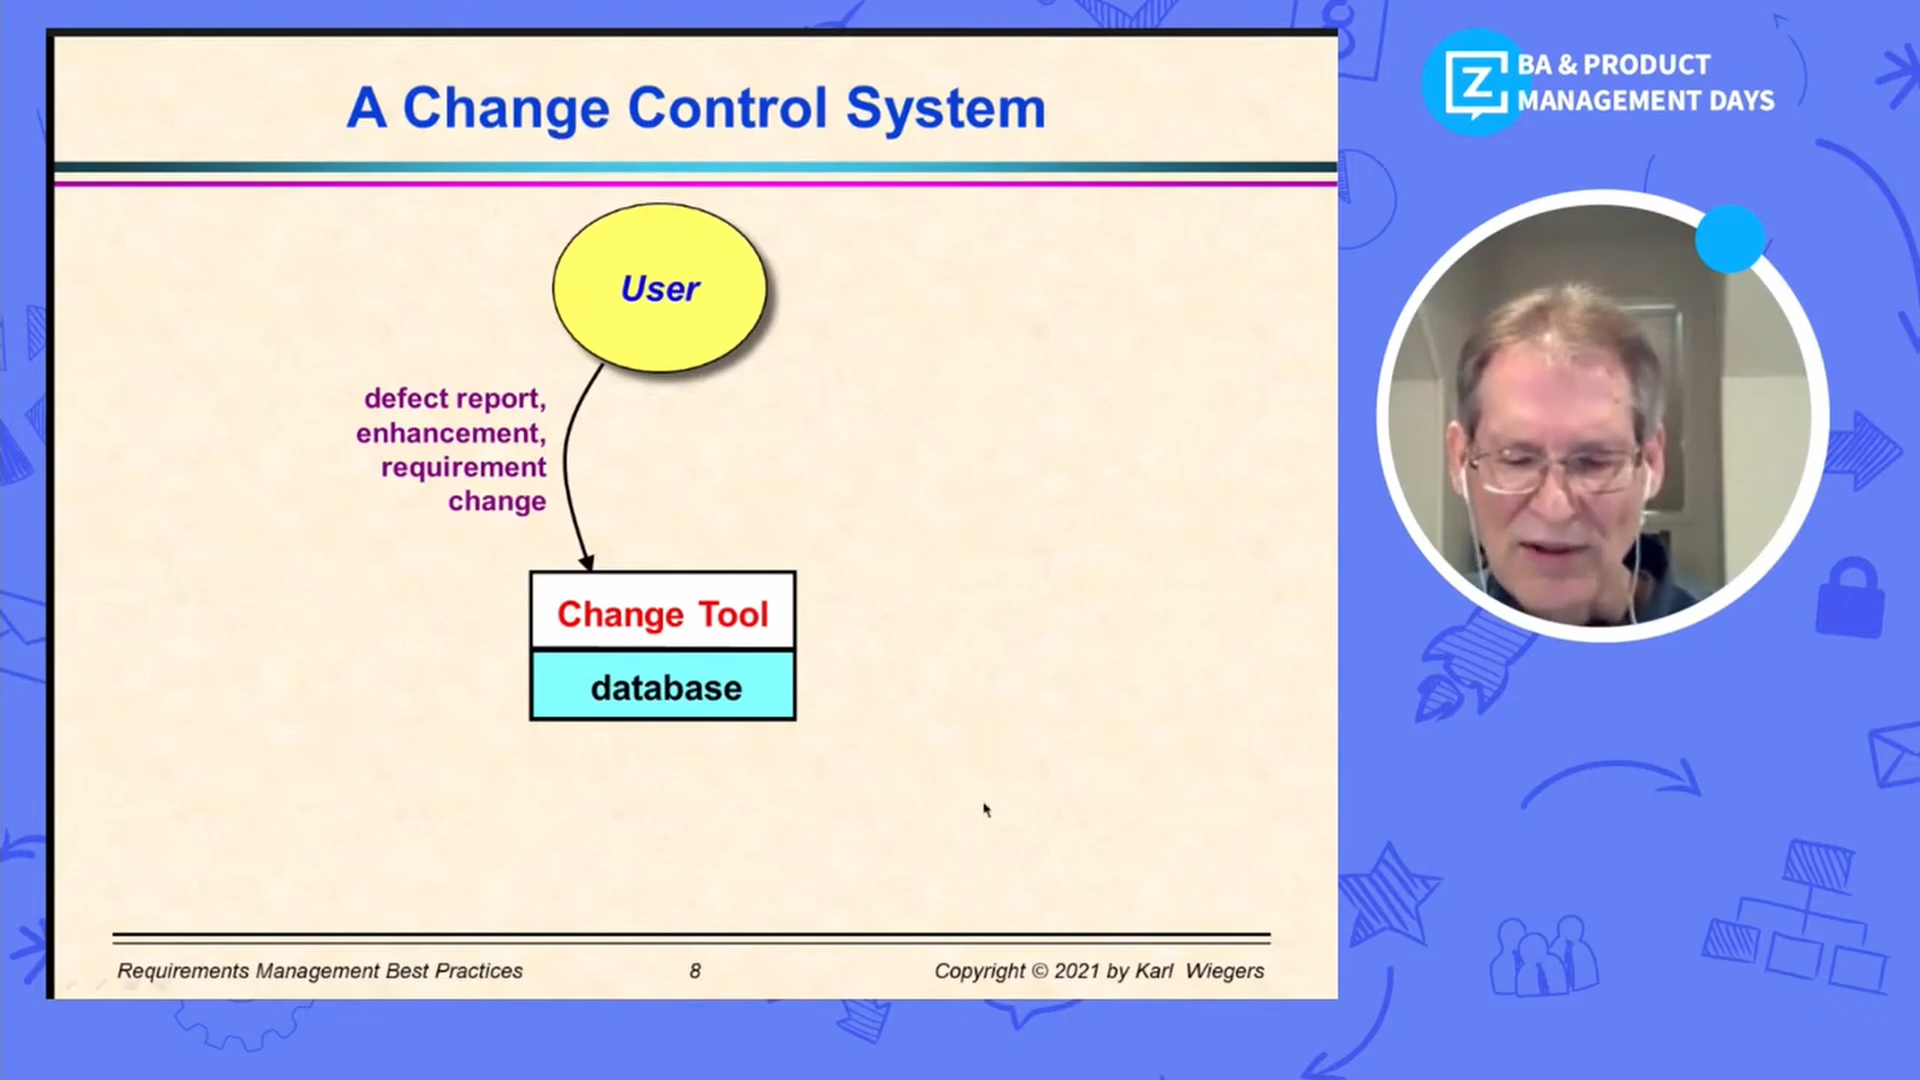 A Change Control System
User
defect report,
enhancement,
requirement
change
Change Tool
database
Requirements Management Best Practices
8
Copyright © 2021 by Karl Wiegers
Z
BA & PRODUCT
MANAGEMENT DAYS